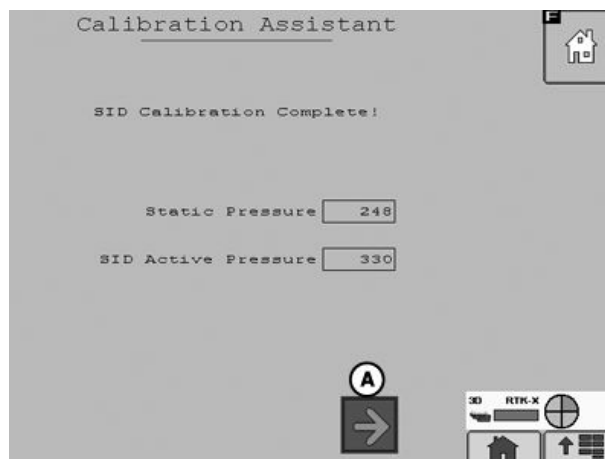 Calibration Assistant
F
SID Calibration Complete!
Static Pressure 248
SID Active Pressure 330
A
3D RTK-X